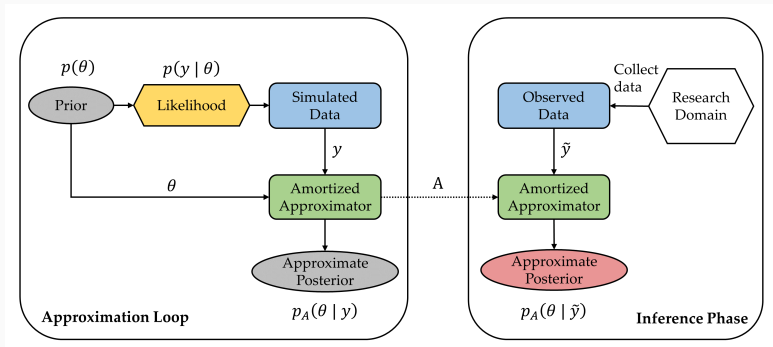 p(θ)
p(y | θ)
Prior
Likelihood
Simulated
Data
y
θ
Amortized
Approximator
Approximate
Posterior
p_A(θ | y)
Approximation Loop
A
Observed
Data
Collect
data
Research
Domain
ỹ
Amortized
Approximator
Approximate
Posterior
p_A(θ | ỹ)
Inference Phase